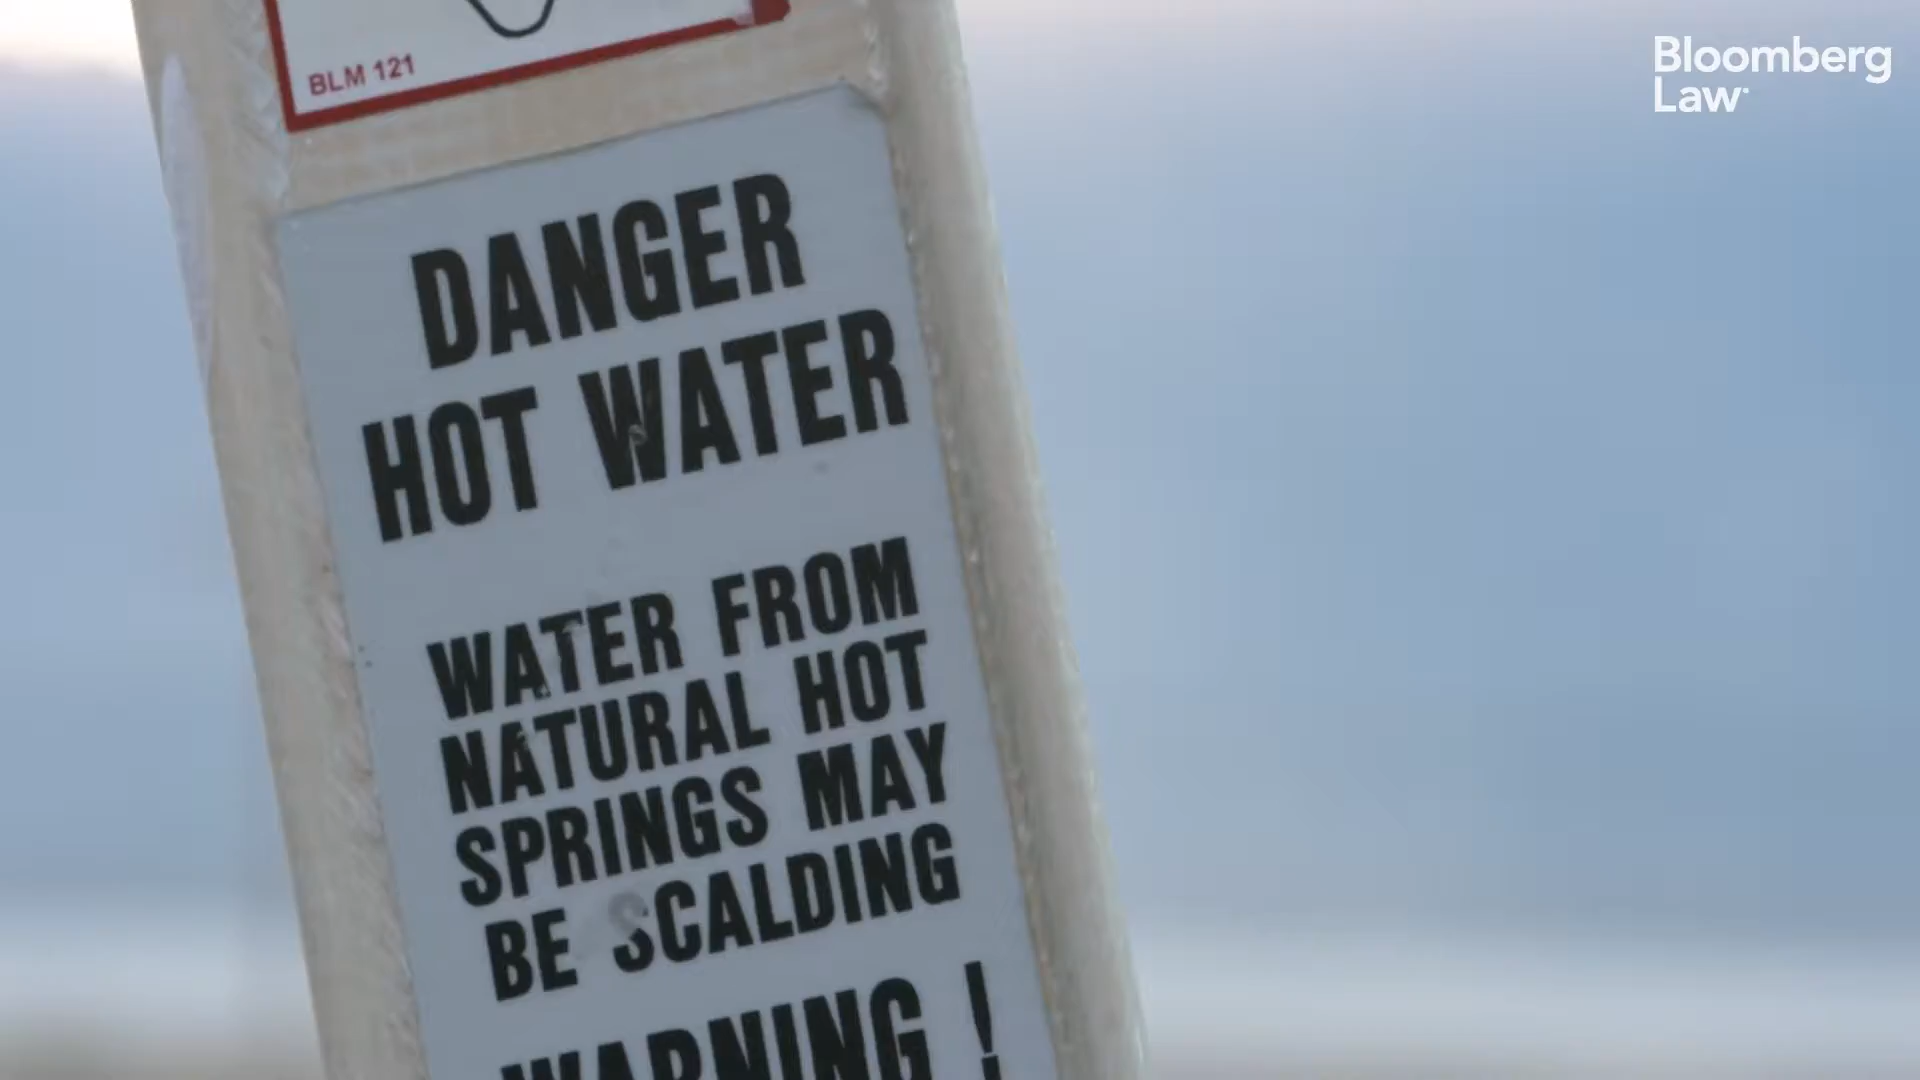 Bloomberg
Law
BLM 121
DANGER
HOT WATER
WATER FROM
NATURAL HOT
SPRINGS MAY
BE SCALDING
WARNING !